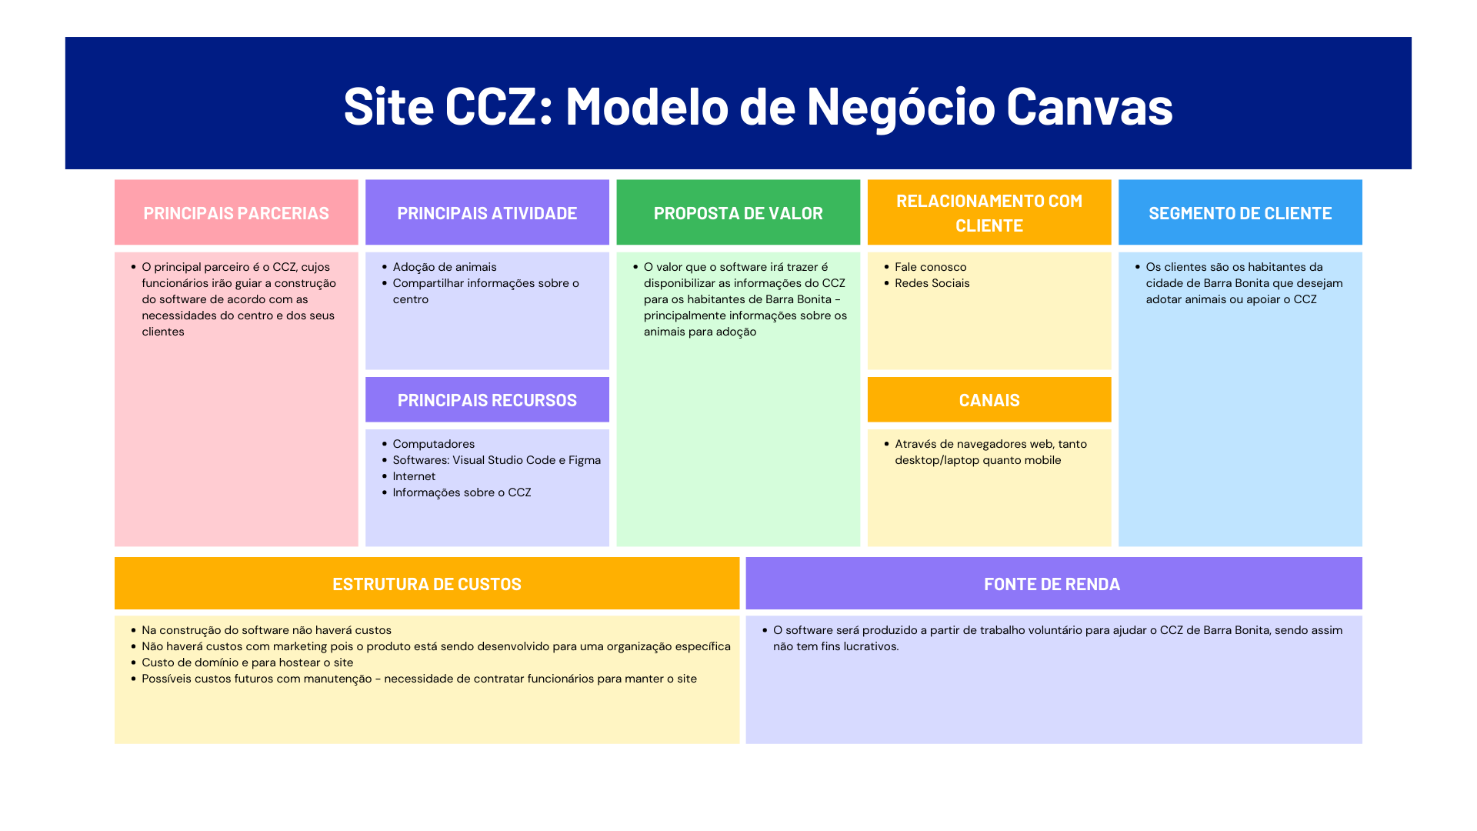 Site CCZ: Modelo de Negócio Canvas
PRINCIPAIS PARCERIAS
• O principal parceiro é o CCZ, cujos
funcionários irão guiar a construção
do software de acordo com as
necessidades do centro e dos seus
clientes
PRINCIPAIS ATIVIDADE
• Adoção de animais
• Compartilhar informações sobre o
centro
PRINCIPAIS RECURSOS
• Computadores
• Softwares: Visual Studio Code e Figma
• Internet
• Informações sobre o CCZ
PROPOSTA DE VALOR
• O valor que o software irá trazer é
disponibilizar as informações do CCZ
para os habitantes de Barra Bonita -
principalmente informações sobre os
animais para adoção
RELACIONAMENTO COM
CLIENTE
• Fale conosco
• Redes Sociais
CANAIS
• Através de navegadores web, tanto
desktop/laptop quanto mobile
SEGMENTO DE CLIENTE
• Os clientes são os habitantes da
cidade de Barra Bonita que desejam
adotar animais ou apoiar o CCZ
ESTRUTURA DE CUSTOS
• Na construção do software não haverá custos
• Não haverá custos com marketing pois o produto está sendo desenvolvido para uma organização específica
• Custo de domínio e para hostear o site
• Possíveis custos futuros com manutenção - necessidade de contratar funcionários para manter o site
FONTE DE RENDA
• O software será produzido a partir de trabalho voluntário para ajudar o CCZ de Barra Bonita, sendo assim
não tem fins lucrativos.